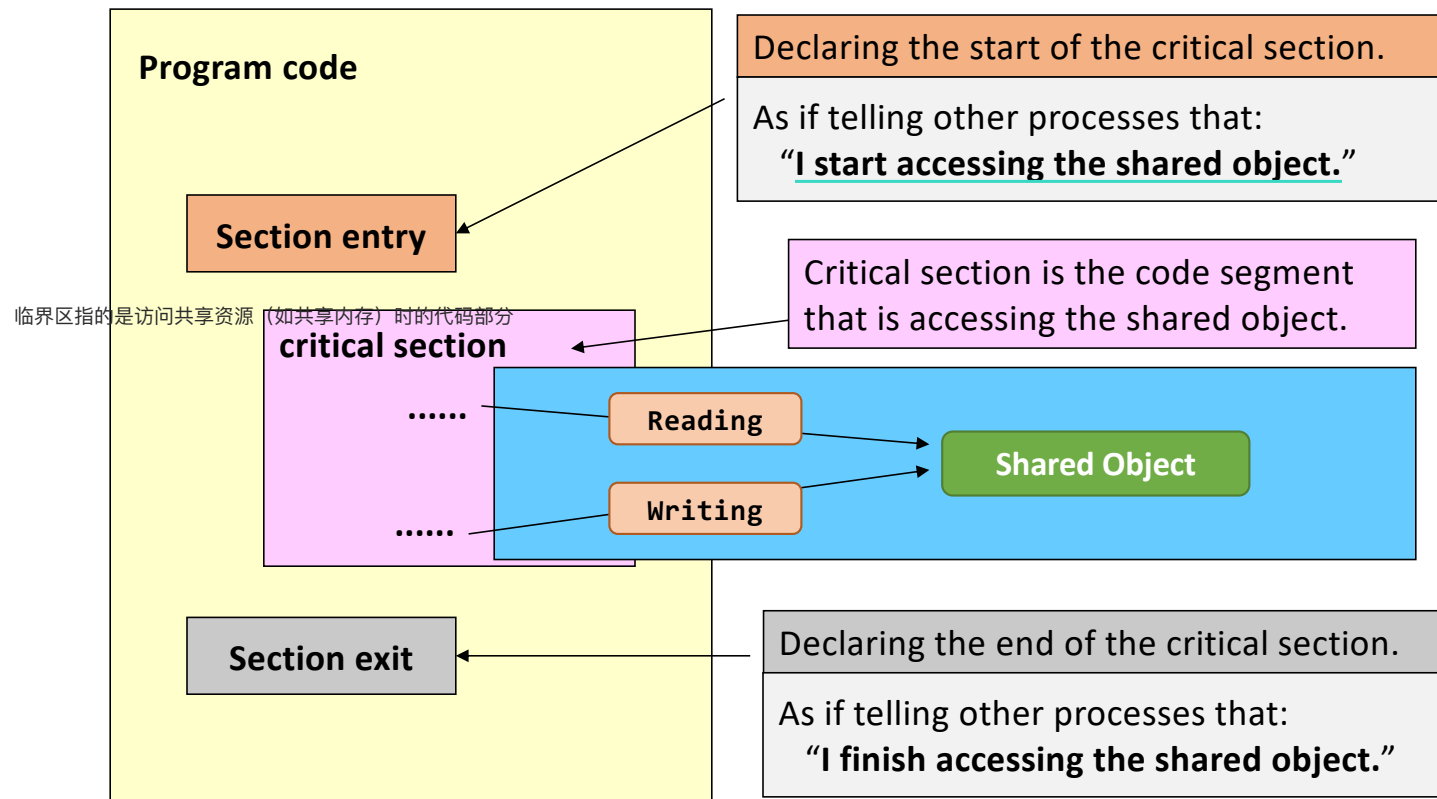 Program code
Declaring the start of the critical section.
As if telling other processes that:
“I start accessing the shared object.”
Section entry
Critical section is the code segment
that is accessing the shared object.
临界区指的是访问共享资源（如共享内存）时的代码部分
critical section
......
Reading
Shared Object
......
Writing
Section exit
Declaring the end of the critical section.
As if telling other processes that:
“I finish accessing the shared object.”